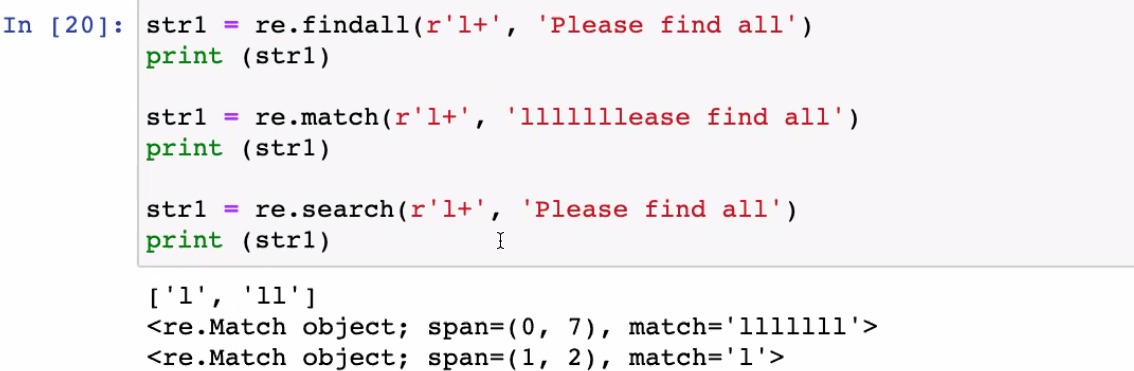 In [20]: str1 = re.findall(r'l+', 'Please find all')
print (str1)
str1 = re.match(r'l+', 'lllllllease find all')
print (str1)
str1 = re.search(r'l+', 'Please find all')
print (str1)
['l', 'll']
<re.Match object; span=(0, 7), match='lllllll'>
<re.Match object; span=(1, 2), match='l'>